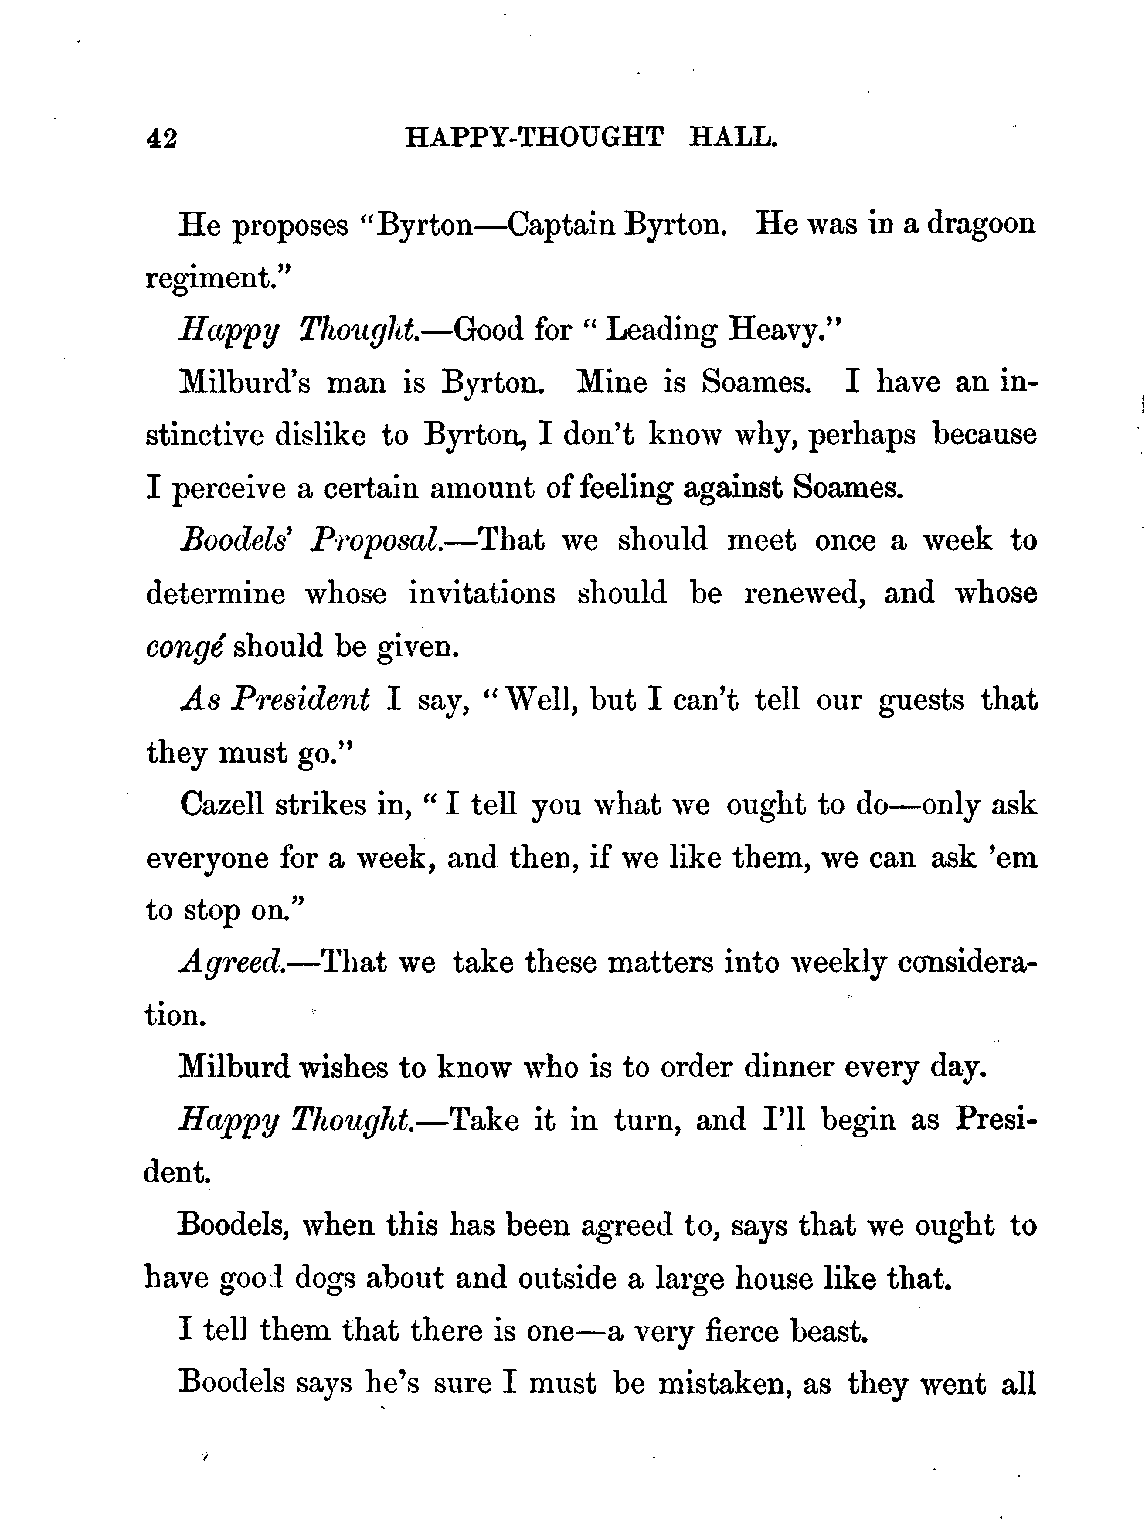 42 HAPPY-THOUGHT HALL.
He proposes "Byrton—Captain Byrton. He was in a dragoon
regiment."
Happy Thought.—Good for "Leading Heavy."
Milburd's man is Byrton. Mine is Soames. I have an in-
stinctive dislike to Byrton, I don't know why, perhaps because
I perceive a certain amount of feeling against Soames.
Boodels' Proposal.—That we should meet once a week to
determine whose invitations should be renewed, and whose
congé should be given.
As President I say, "Well, but I can't tell our guests that
they must go."
Cazell strikes in, "I tell you what we ought to do—only ask
everyone for a week, and then, if we like them, we can ask 'em
to stop on."
Agreed.—That we take these matters into weekly considera-
tion.
Milburd wishes to know who is to order dinner every day.
Happy Thought.—Take it in turn, and I'll begin as Presi-
dent.
Boodels, when this has been agreed to, says that we ought to
have good dogs about and outside a large house like that.
I tell them that there is one—a very fierce beast.
Boodels says he's sure I must be mistaken, as they went all